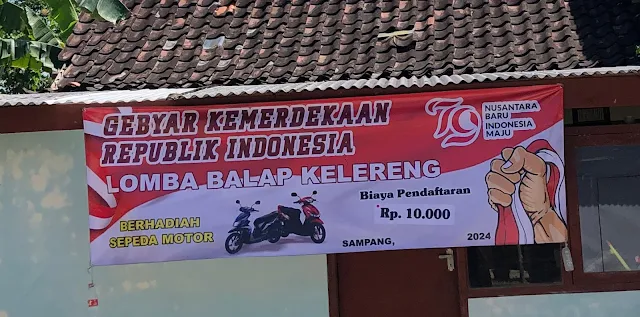 GEBYAR KEMERDEKAAN
REPUBLIK INDONESIA
LOMBA BALAP KELERENG
BERHADIAH
SEPEDA MOTOR
79
NUSANTARA
BARU
INDONESIA
MAJU
Biaya Pendaftaran
Rp. 10.000
SAMPANG, 2024